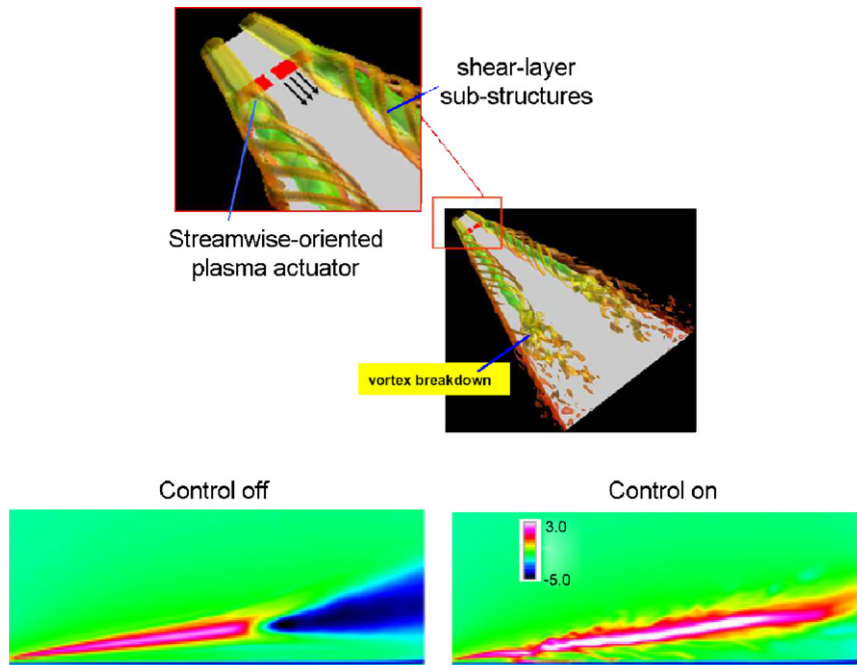 shear-layer
sub-structures
Streamwise-oriented
plasma actuator
vortex breakdown
Control off
Control on
3.0
-5.0